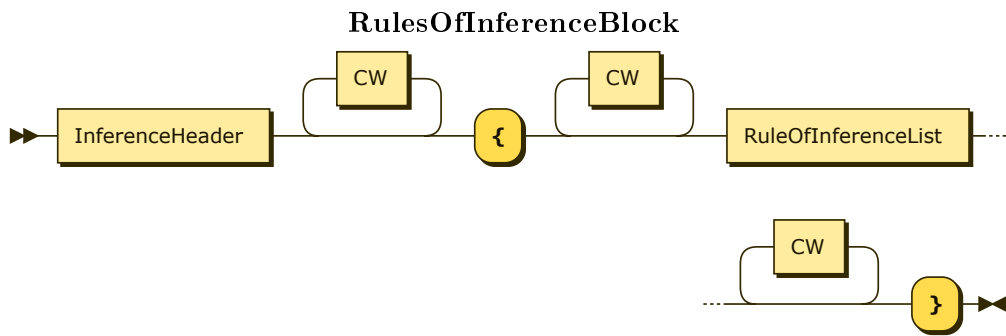 RulesOfInferenceBlock
CW CW
InferenceHeader { RuleOfInferenceList
CW
}